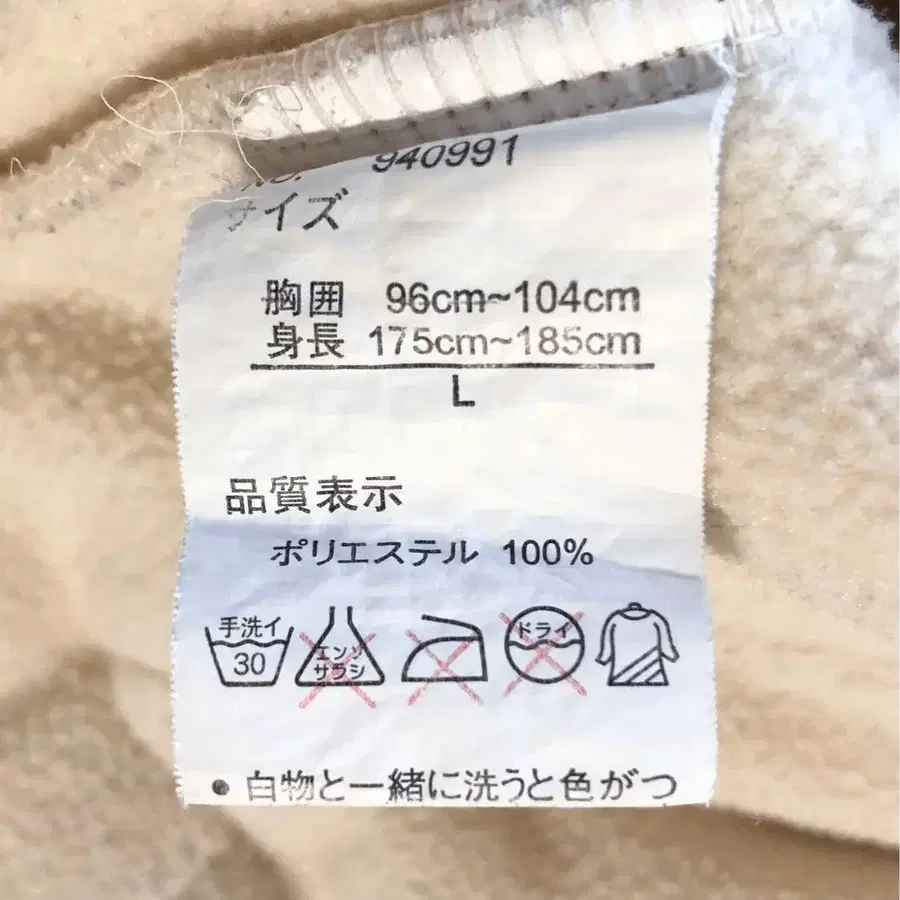 NO. 940991
サイズ
胸囲 96cm~104cm
身長 175cm~185cm
L
品質表示
ポリエステル 100%
手洗イ
30
エンソ
サラシ
ドライ
• 白物と一緒に洗うと色がつ